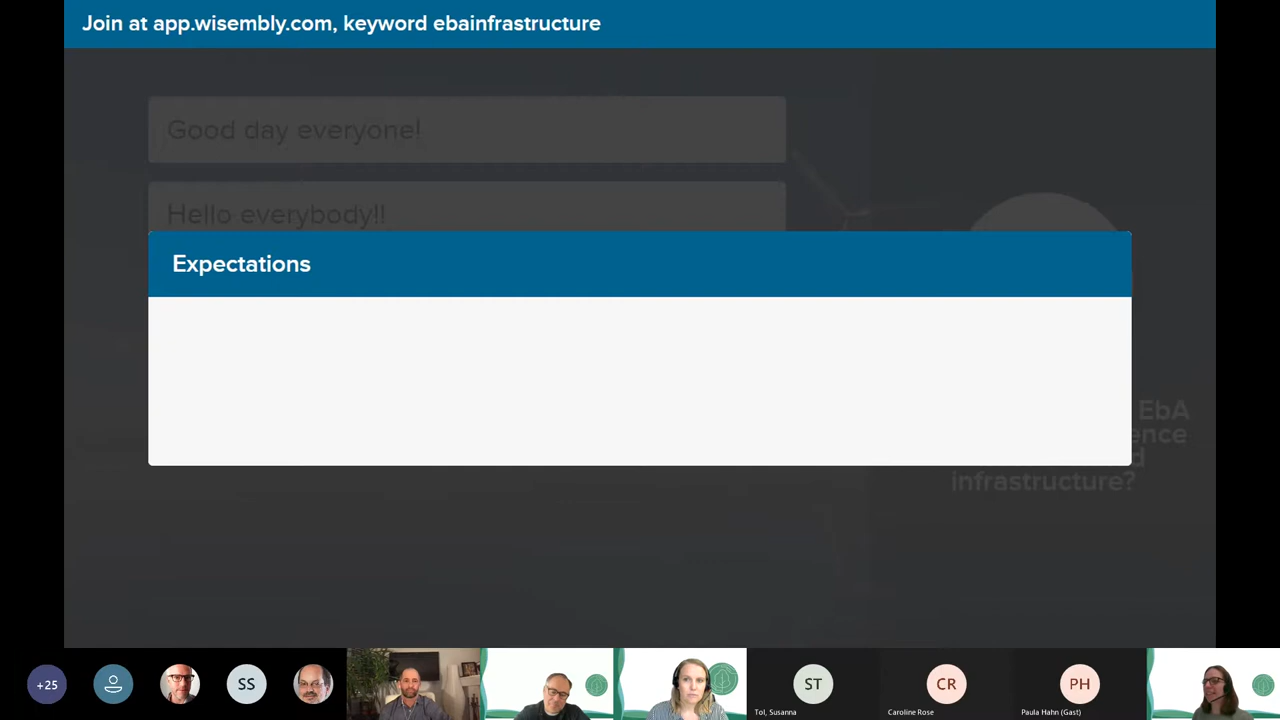 Join at app.wisembly.com, keyword ebainfrastructure
Good day everyone!
Hello everybody!!
Expectations
EbA
ence
d
infrastructure?
+25
SS
ST
Tol, Susanna
CR
Caroline Rose
PH
Paula Hahn (Gast)